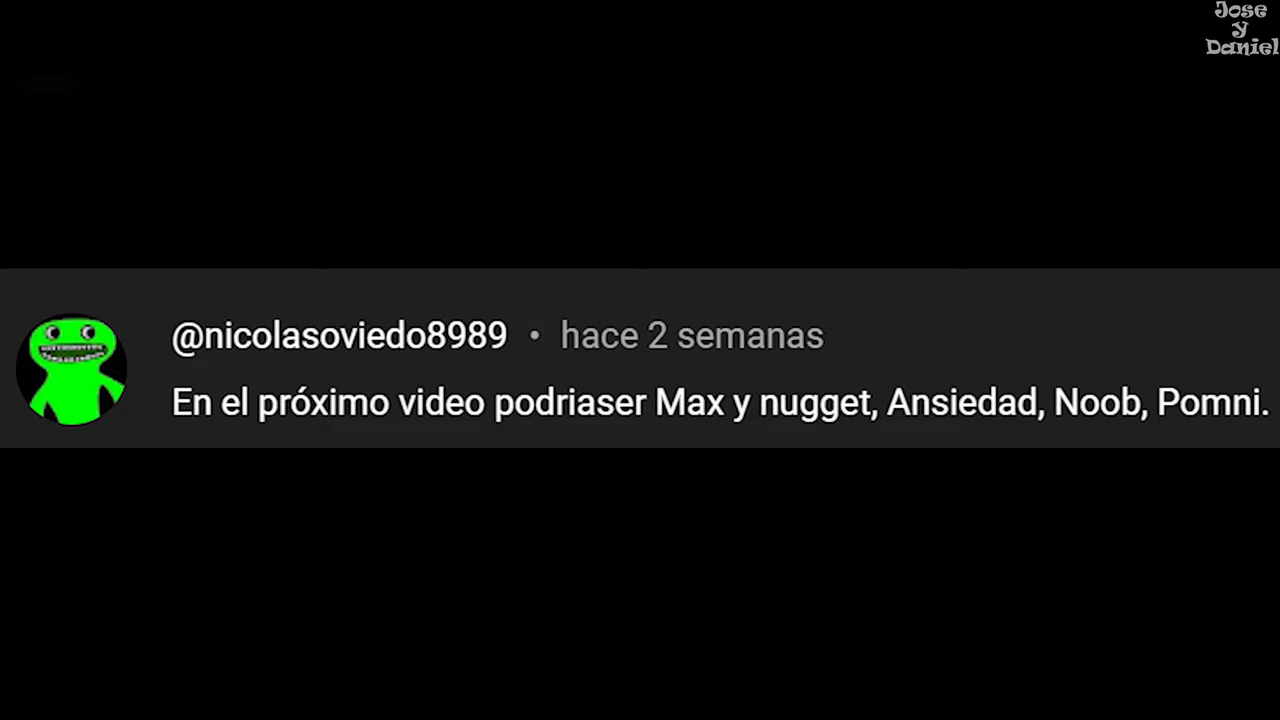 Jose
y
Daniel
@nicolasoviedo8989 • hace 2 semanas
En el próximo video podriaser Max y nugget, Ansiedad, Noob, Pomni.